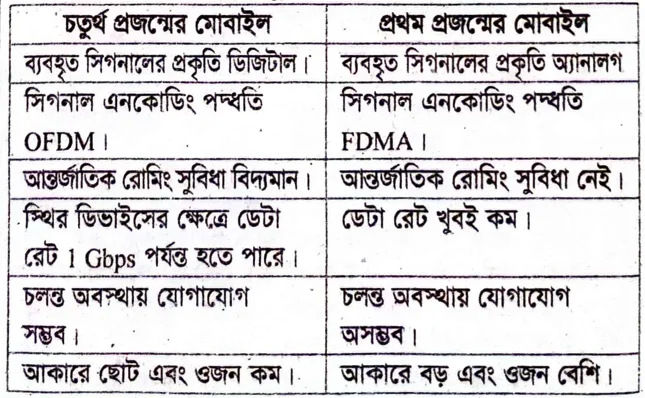 চতুর্থ প্রজন্মের মোবাইল | প্রথম প্রজন্মের মোবাইল
ব্যবহৃত সিগনালের প্রকৃতি ডিজিটাল। | ব্যবহৃত সিগনালের প্রকৃতি অ্যানালগ
সিগনাল এনকোডিং পদ্ধতি | সিগনাল এনকোডিং পদ্ধতি
OFDM। | FDMA।
আন্তর্জাতিক রোমিং সুবিধা বিদ্যমান। | আন্তর্জাতিক রোমিং সুবিধা নেই।
স্থির ডিভাইসের ক্ষেত্রে ডেটা | ডেটা রেট খুবই কম।
রেট 1 Gbps পর্যন্ত হতে পারে।
চলন্ত অবস্থায় যোগাযোগ | চলন্ত অবস্থায় যোগাযোগ
সম্ভব। | অসম্ভব।
আকারে ছোট এবং ওজন কম। | আকারে বড় এবং ওজন বেশি।